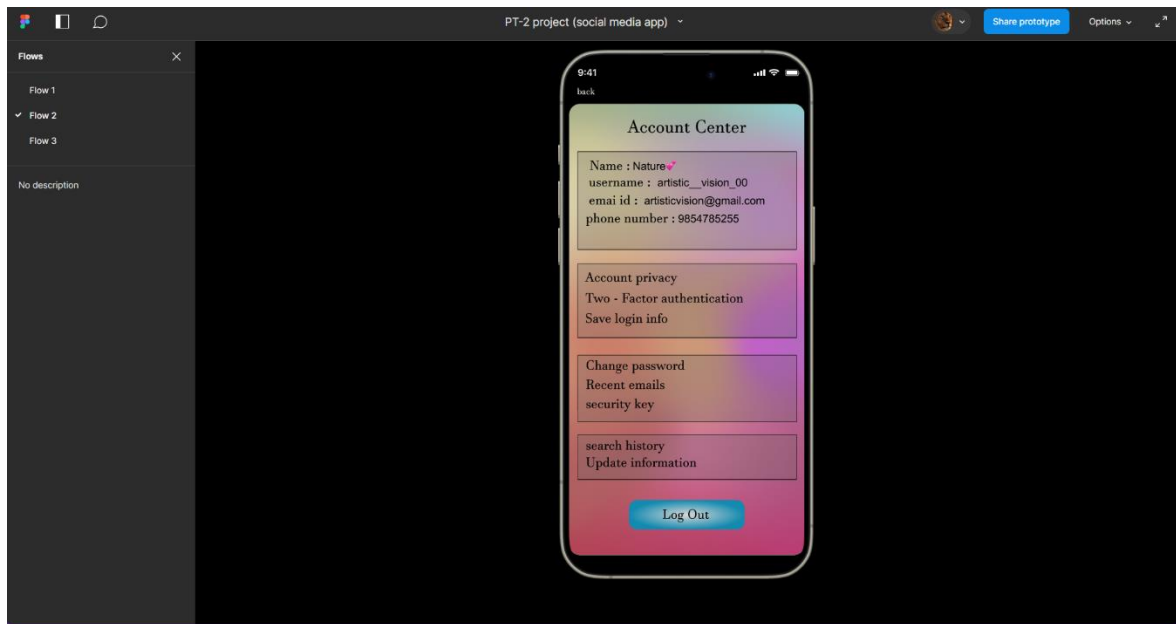 PT-2 project (social media app)
Share prototype
Options
Flows
Flow 1
Flow 2
Flow 3
No description
9:41
back
Account Center
Name : Nature💞
username : artistic__vision_00
emai id : artisticvision@gmail.com
phone number : 9854785255
Account privacy
Two - Factor authentication
Save login info
Change password
Recent emails
security key
search history
Update information
Log Out